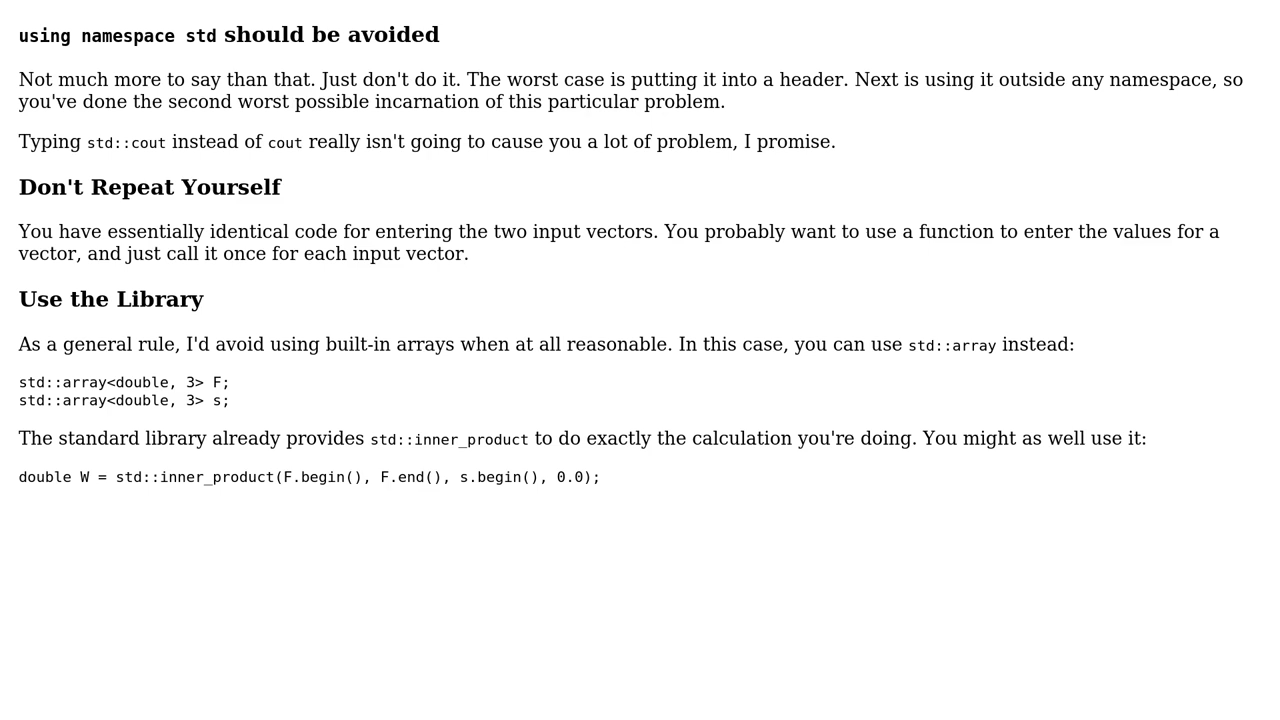 using namespace std should be avoided
Not much more to say than that. Just don't do it. The worst case is putting it into a header. Next is using it outside any namespace, so
you've done the second worst possible incarnation of this particular problem.
Typing std::cout instead of cout really isn't going to cause you a lot of problem, I promise.
Don't Repeat Yourself
You have essentially identical code for entering the two input vectors. You probably want to use a function to enter the values for a
vector, and just call it once for each input vector.
Use the Library
As a general rule, I'd avoid using built-in arrays when at all reasonable. In this case, you can use std::array instead:
std::array<double, 3> F;
std::array<double, 3> s;
The standard library already provides std::inner_product to do exactly the calculation you're doing. You might as well use it:
double W = std::inner_product(F.begin(), F.end(), s.begin(), 0.0);